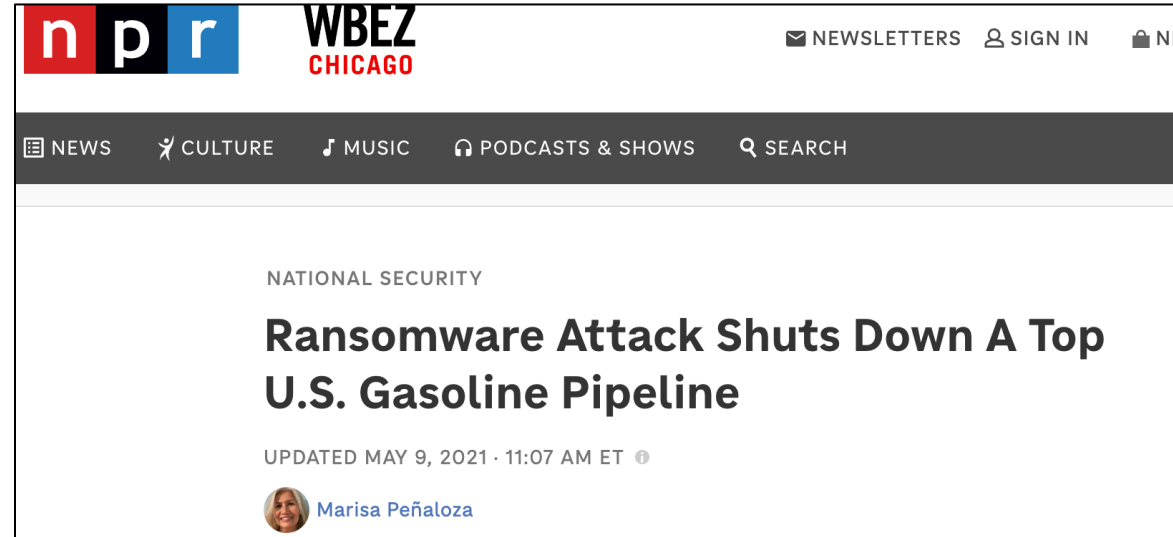 npr
WBEZ
CHICAGO
NEWSLETTERS SIGN IN
NEWS CULTURE MUSIC PODCASTS & SHOWS SEARCH
NATIONAL SECURITY
Ransomware Attack Shuts Down A Top
U.S. Gasoline Pipeline
UPDATED MAY 9, 2021 · 11:07 AM ET
Marisa Peñaloza